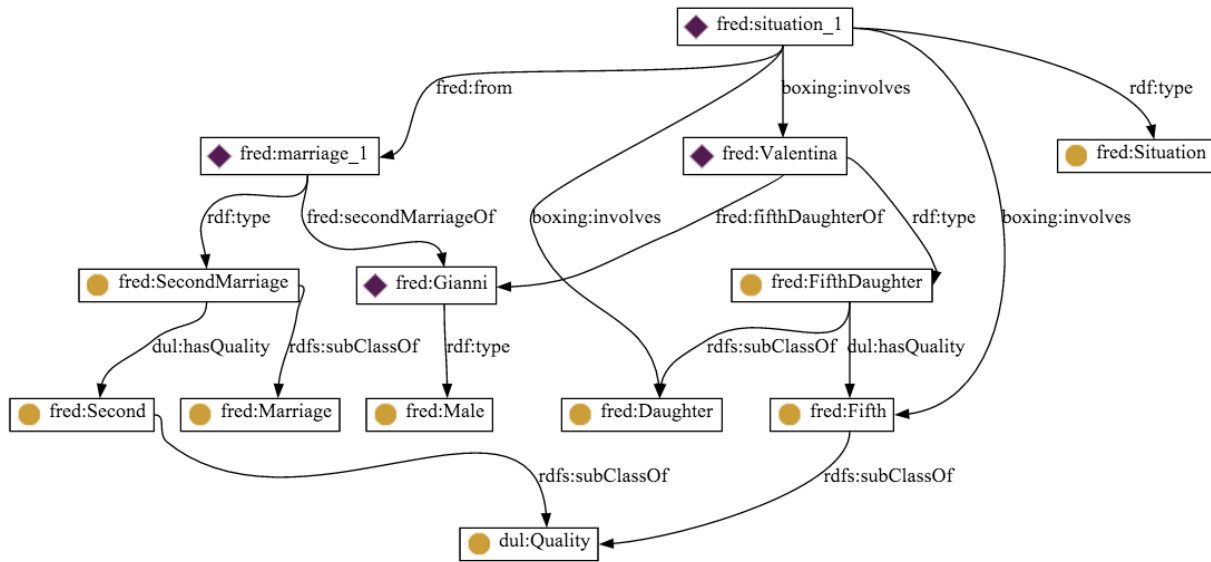 fred:situation_1
fred:from
boxing:involves
rdf:type
fred:marriage_1
fred:Valentina
fred:Situation
rdf:type
fred:secondMarriageOf
boxing:involves
fred:fifthDaughterOf
rdf:type
boxing:involves
fred:SecondMarriage
fred:Gianni
fred:FifthDaughter
dul:hasQuality
rdfs:subClassOf
rdf:type
rdfs:subClassOf
dul:hasQuality
fred:Second
fred:Marriage
fred:Male
fred:Daughter
fred:Fifth
rdfs:subClassOf
rdfs:subClassOf
dul:Quality